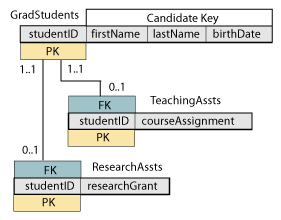 GradStudents
Candidate Key
studentID firstName lastName birthDate
PK
1..1 1..1
0..1
TeachingAssts
FK
studentID courseAssignment
PK
0..1
ResearchAssts
FK
studentID researchGrant
PK